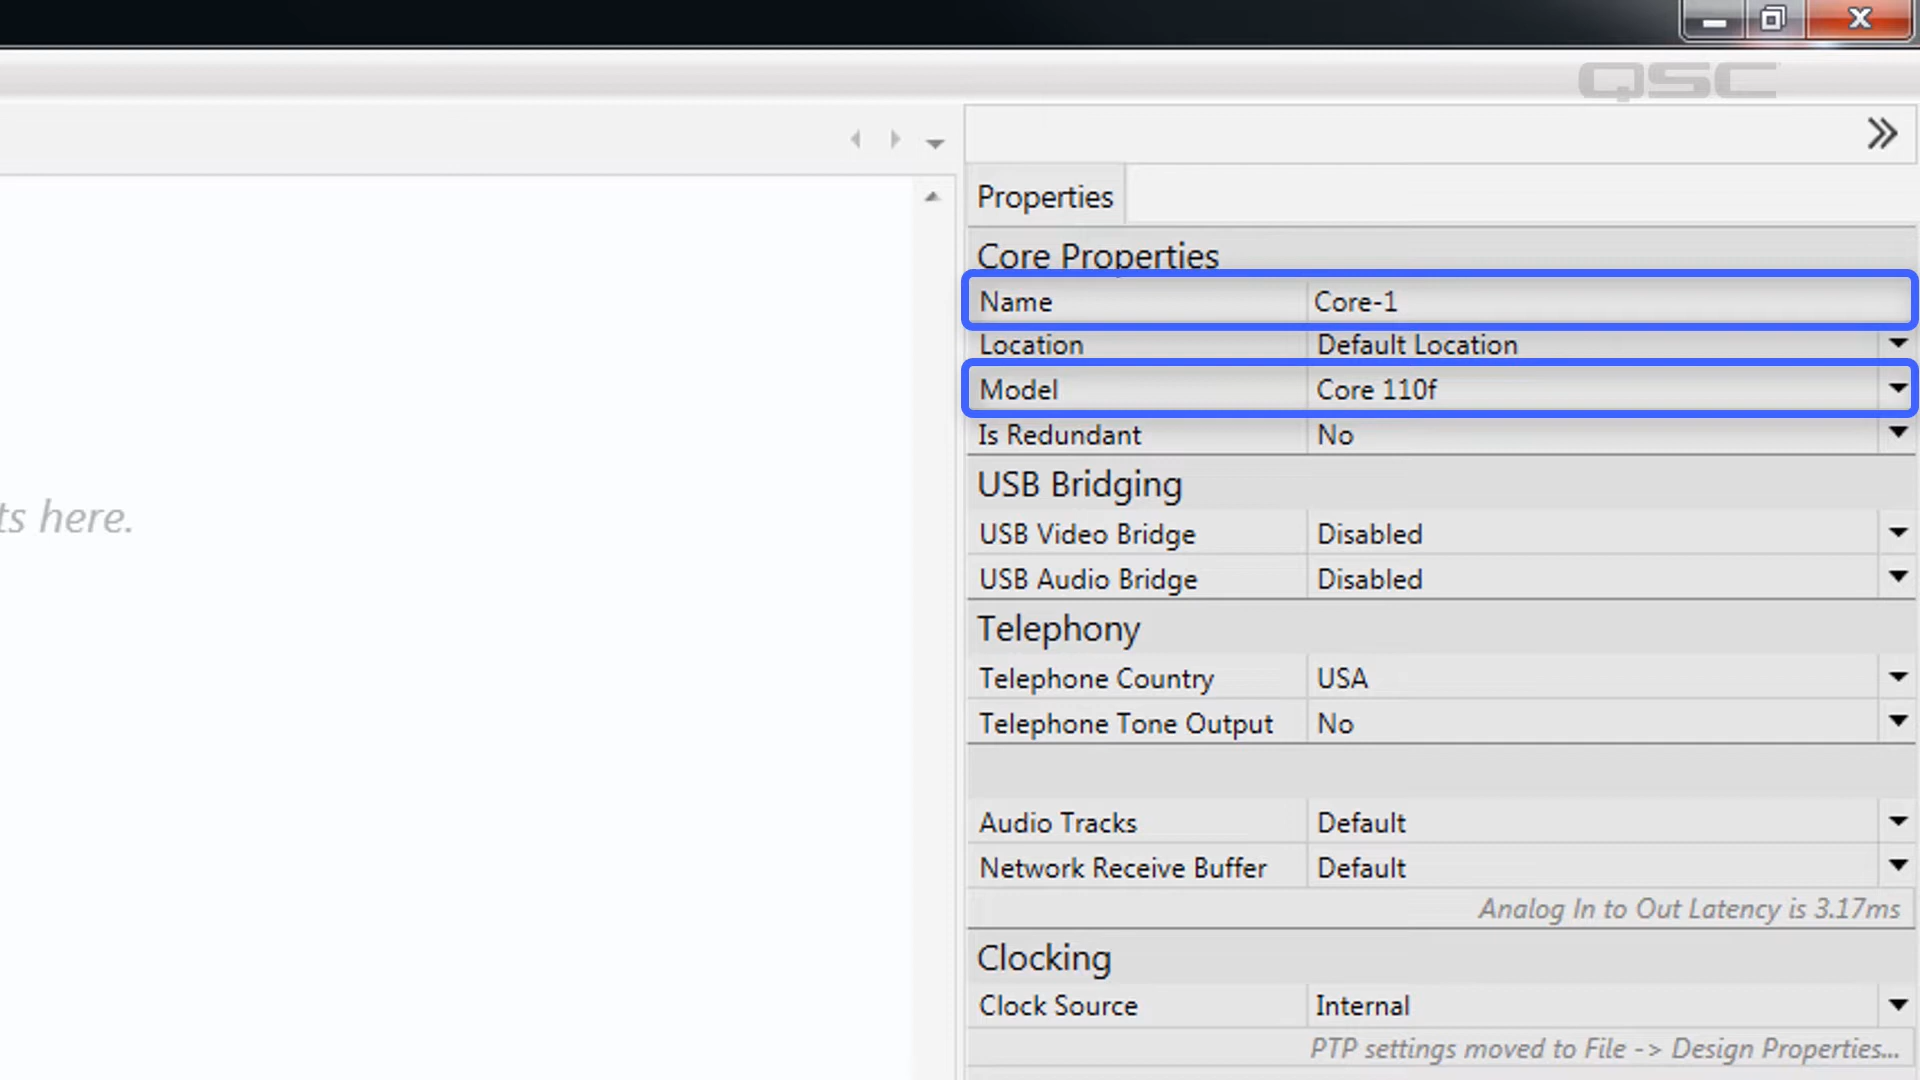 QSC
Properties
Core Properties
Name Core-1
Location Default Location
Model Core 110f
Is Redundant No
USB Bridging
ts here.
USB Video Bridge Disabled
USB Audio Bridge Disabled
Telephony
Telephone Country USA
Telephone Tone Output No
Audio Tracks Default
Network Receive Buffer Default
Analog In to Out Latency is 3.17ms
Clocking
Clock Source Internal
PTP settings moved to File -> Design Properties...